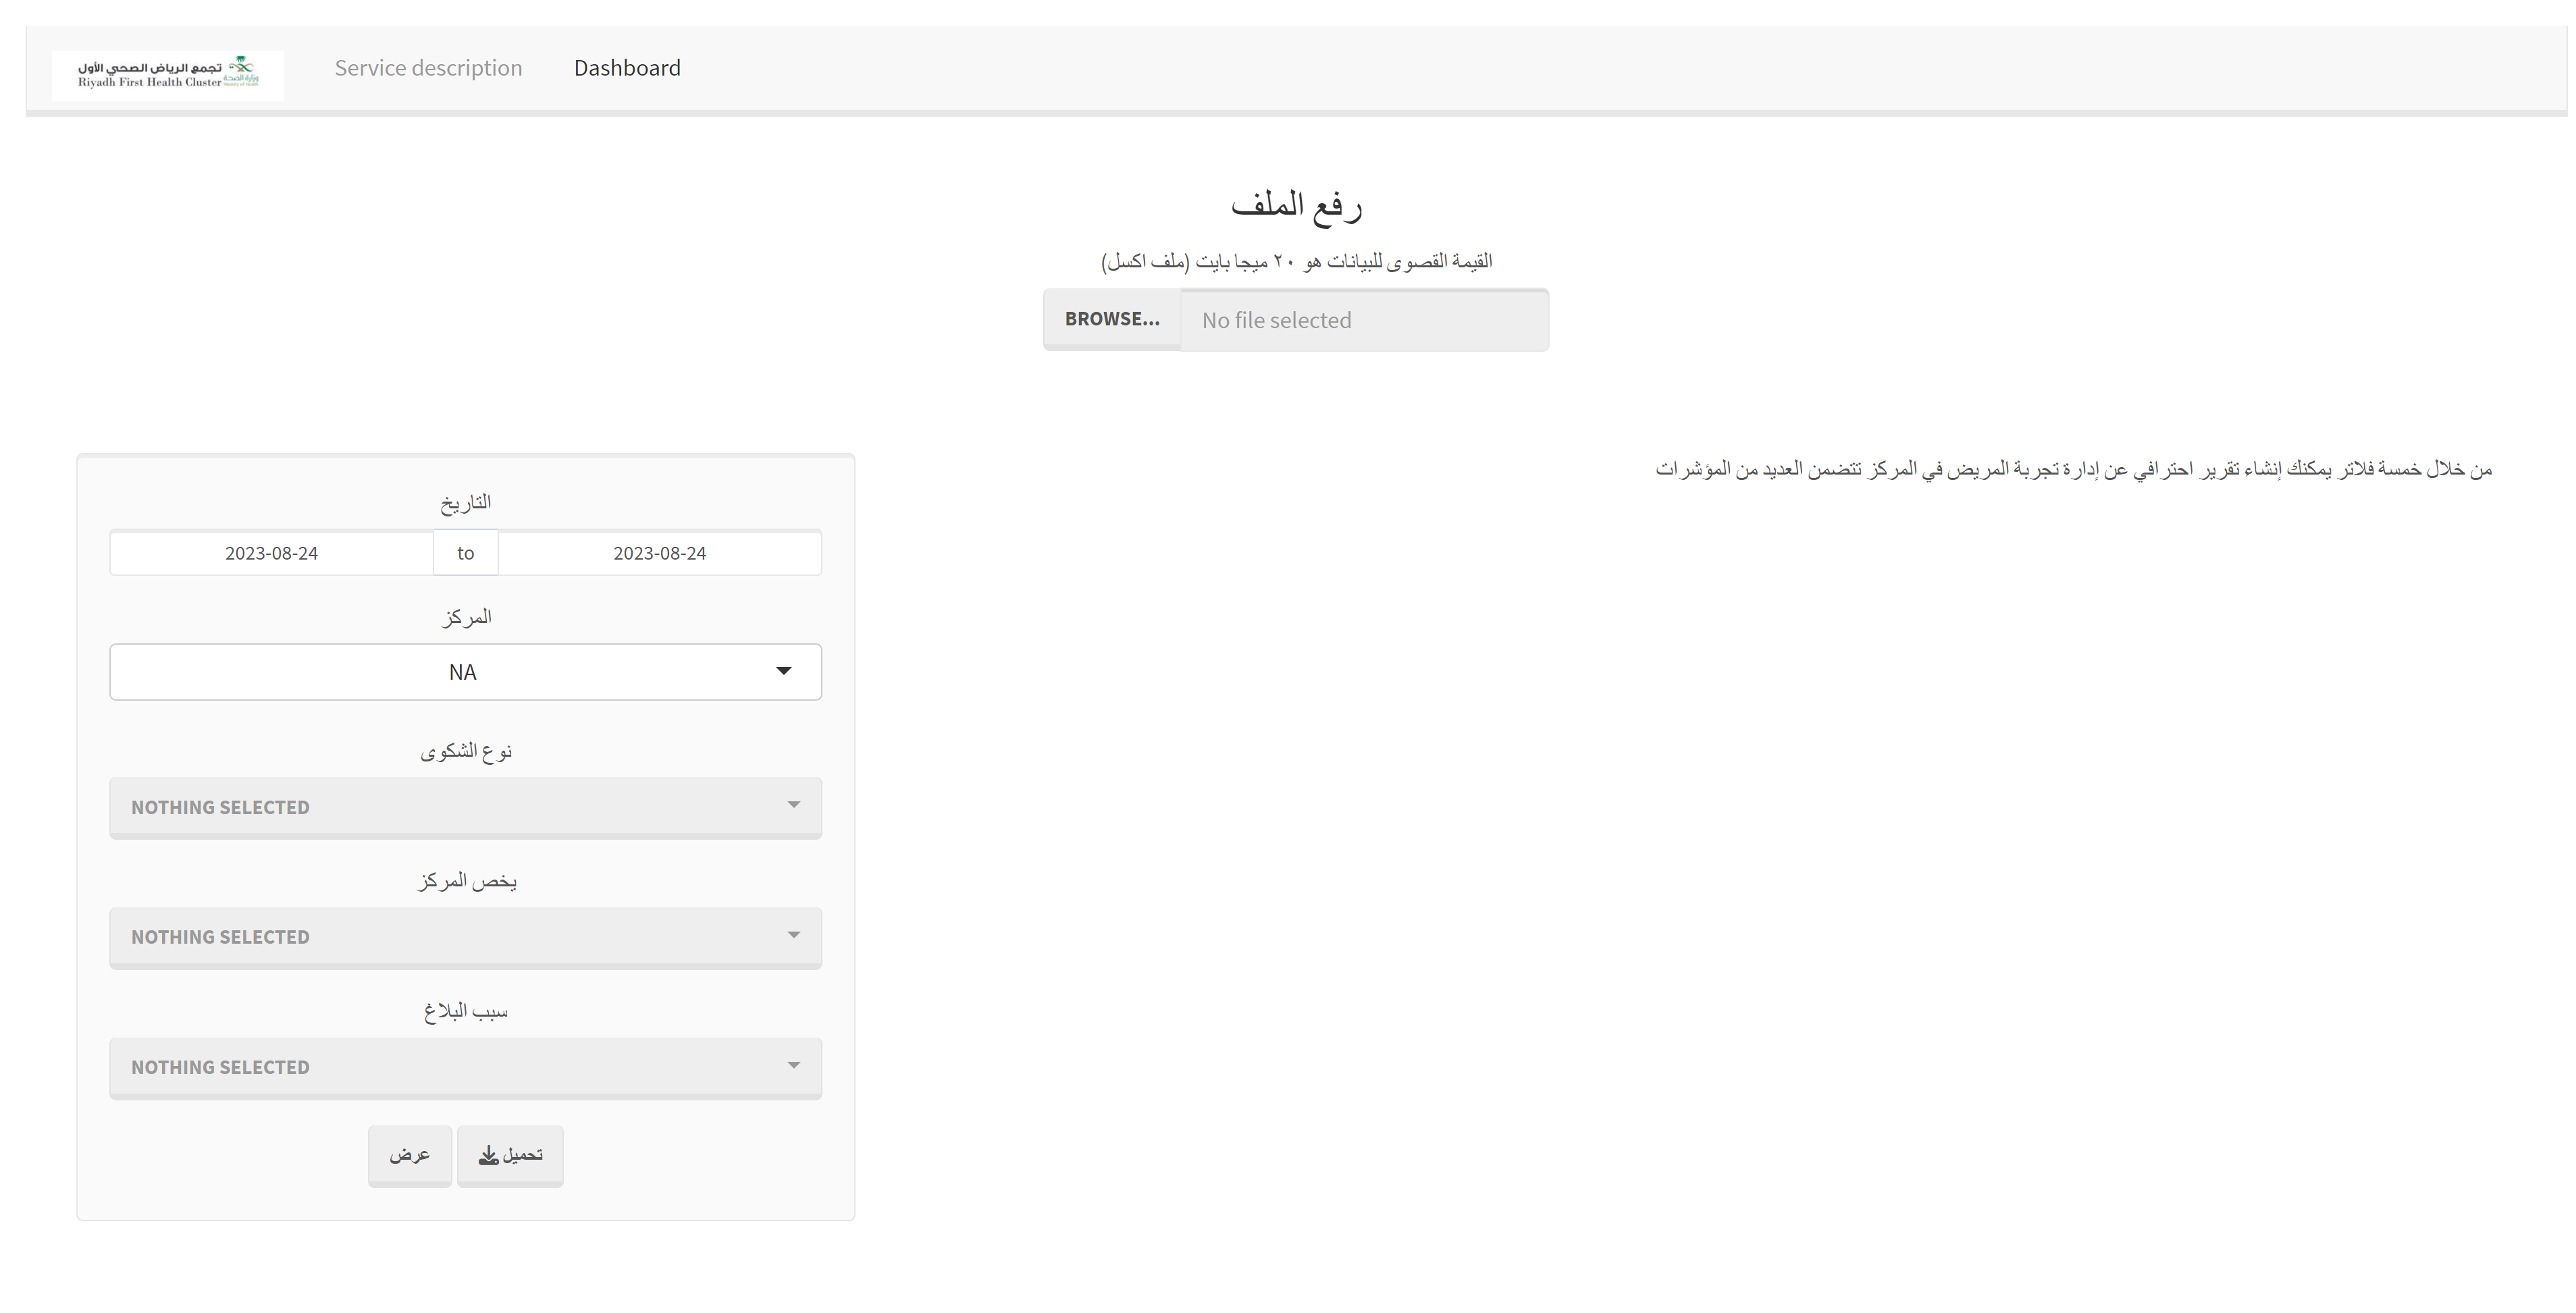 تجمع الرياض الصحي الأول
Riyadh First Health Cluster
وزارة الصحة
Ministry of Health
Service description
Dashboard
رفع الملف
القيمة القصوى للبيانات هو ٢٠ ميجا بايت (ملف اكسل)
BROWSE...
No file selected
من خلال خمسة فلاتر يمكنك إنشاء تقرير احترافي عن إدارة تجربة المريض في المركز تتضمن العديد من المؤشرات
التاريخ
2023-08-24 to 2023-08-24
المركز
NA
نوع الشكوى
NOTHING SELECTED
يخص المركز
NOTHING SELECTED
سبب البلاغ
NOTHING SELECTED
تحميل
عرض